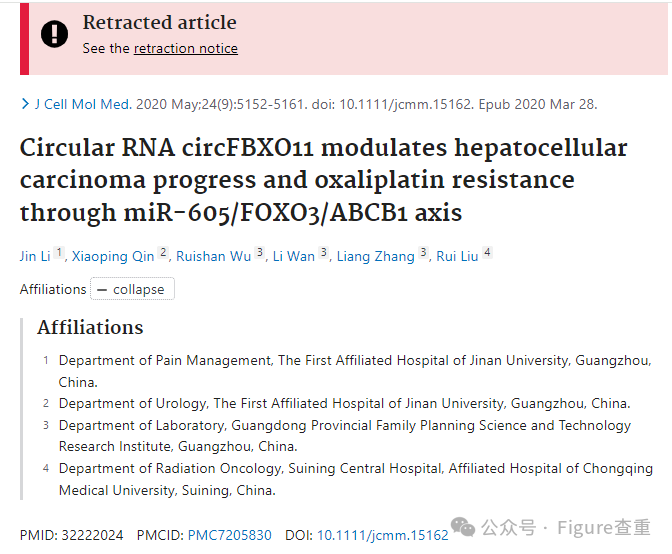 Retracted article
See the retraction notice
J Cell Mol Med. 2020 May;24(9):5152-5161. doi: 10.1111/jcmm.15162. Epub 2020 Mar 28.
Circular RNA circFBXO11 modulates hepatocellular
carcinoma progress and oxaliplatin resistance
through miR-605/FOXO3/ABCB1 axis
Jin Li 1, Xiaoping Qin 2, Ruishan Wu 3, Li Wan 3, Liang Zhang 3, Rui Liu 4
Affiliations — collapse
Affiliations
1 Department of Pain Management, The First Affiliated Hospital of Jinan University, Guangzhou,
China.
2 Department of Urology, The First Affiliated Hospital of Jinan University, Guangzhou, China.
3 Department of Laboratory, Guangdong Provincial Family Planning Science and Technology
Research Institute, Guangzhou, China.
4 Department of Radiation Oncology, Suining Central Hospital, Affiliated Hospital of Chongqing
Medical University, Suining, China.
PMID: 32222024 PMCID: PMC7205830 DOI: 10.1111/jcmm.15162
公众号 · Figure查重